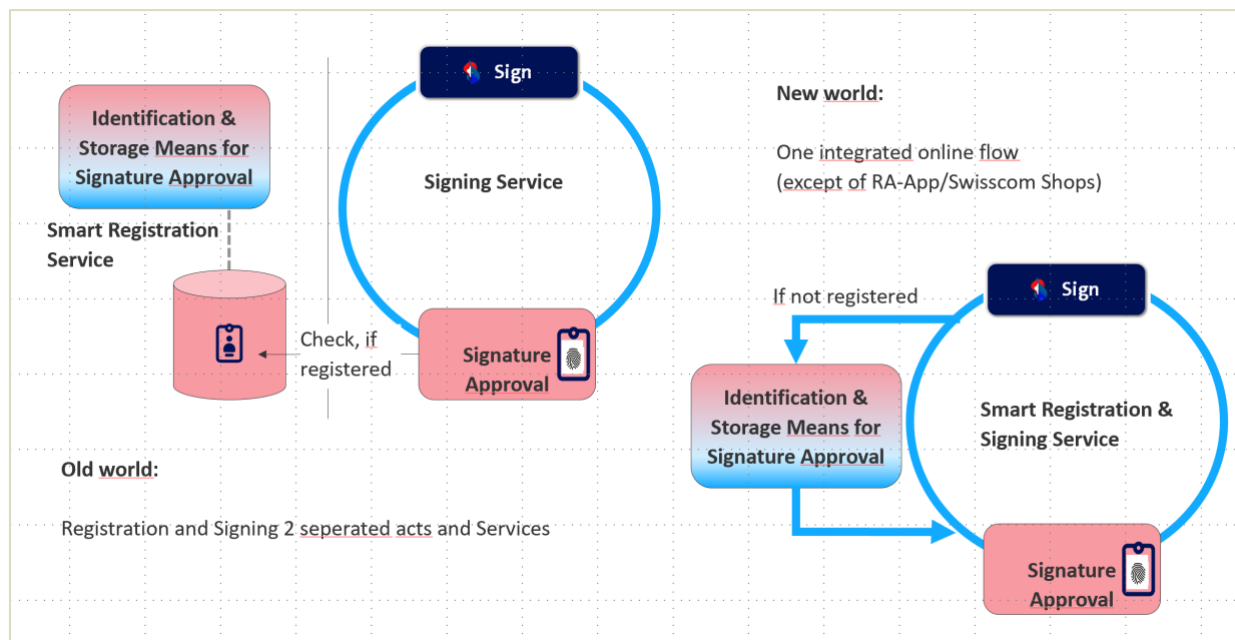 Sign
Identification &
Storage Means for
Signature Approval
Signing Service
Smart Registration
Service
Check, if
registered
Signature
Approval
Old world:
Registration and Signing 2 seperated acts and Services
New world:
One integrated online flow
(except of RA-App/Swisscom Shops)
Sign
If not registered
Identification &
Storage Means for
Signature Approval
Smart Registration &
Signing Service
Signature
Approval